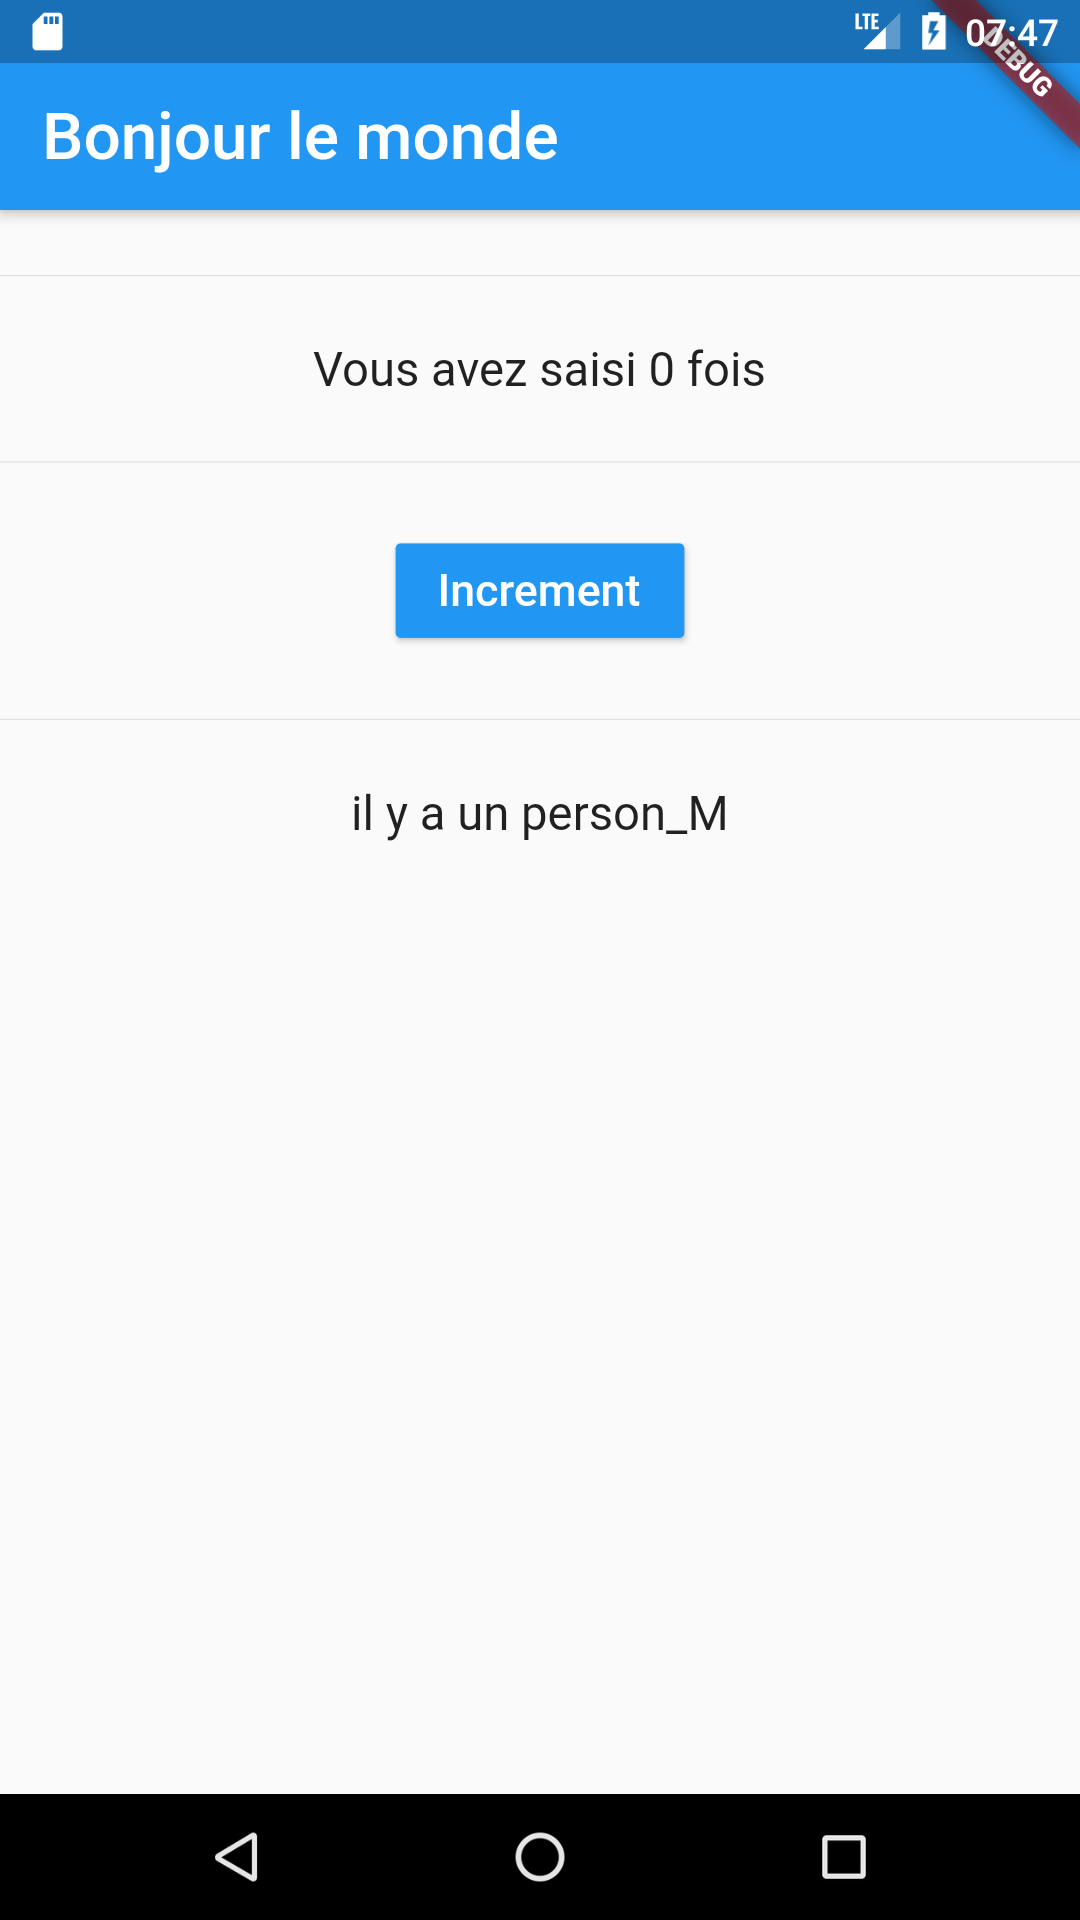 LTE 07:47
DEBUG
Bonjour le monde
Vous avez saisi 0 fois
Increment
il y a un person_M